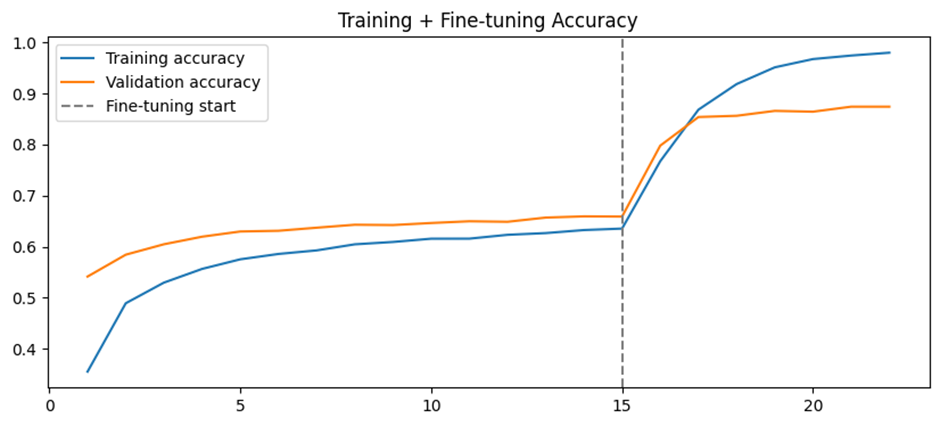 Training + Fine-tuning Accuracy
1.0
0.9
0.8
0.7
0.6
0.5
0.4
Training accuracy
Validation accuracy
Fine-tuning start
0 5 10 15 20